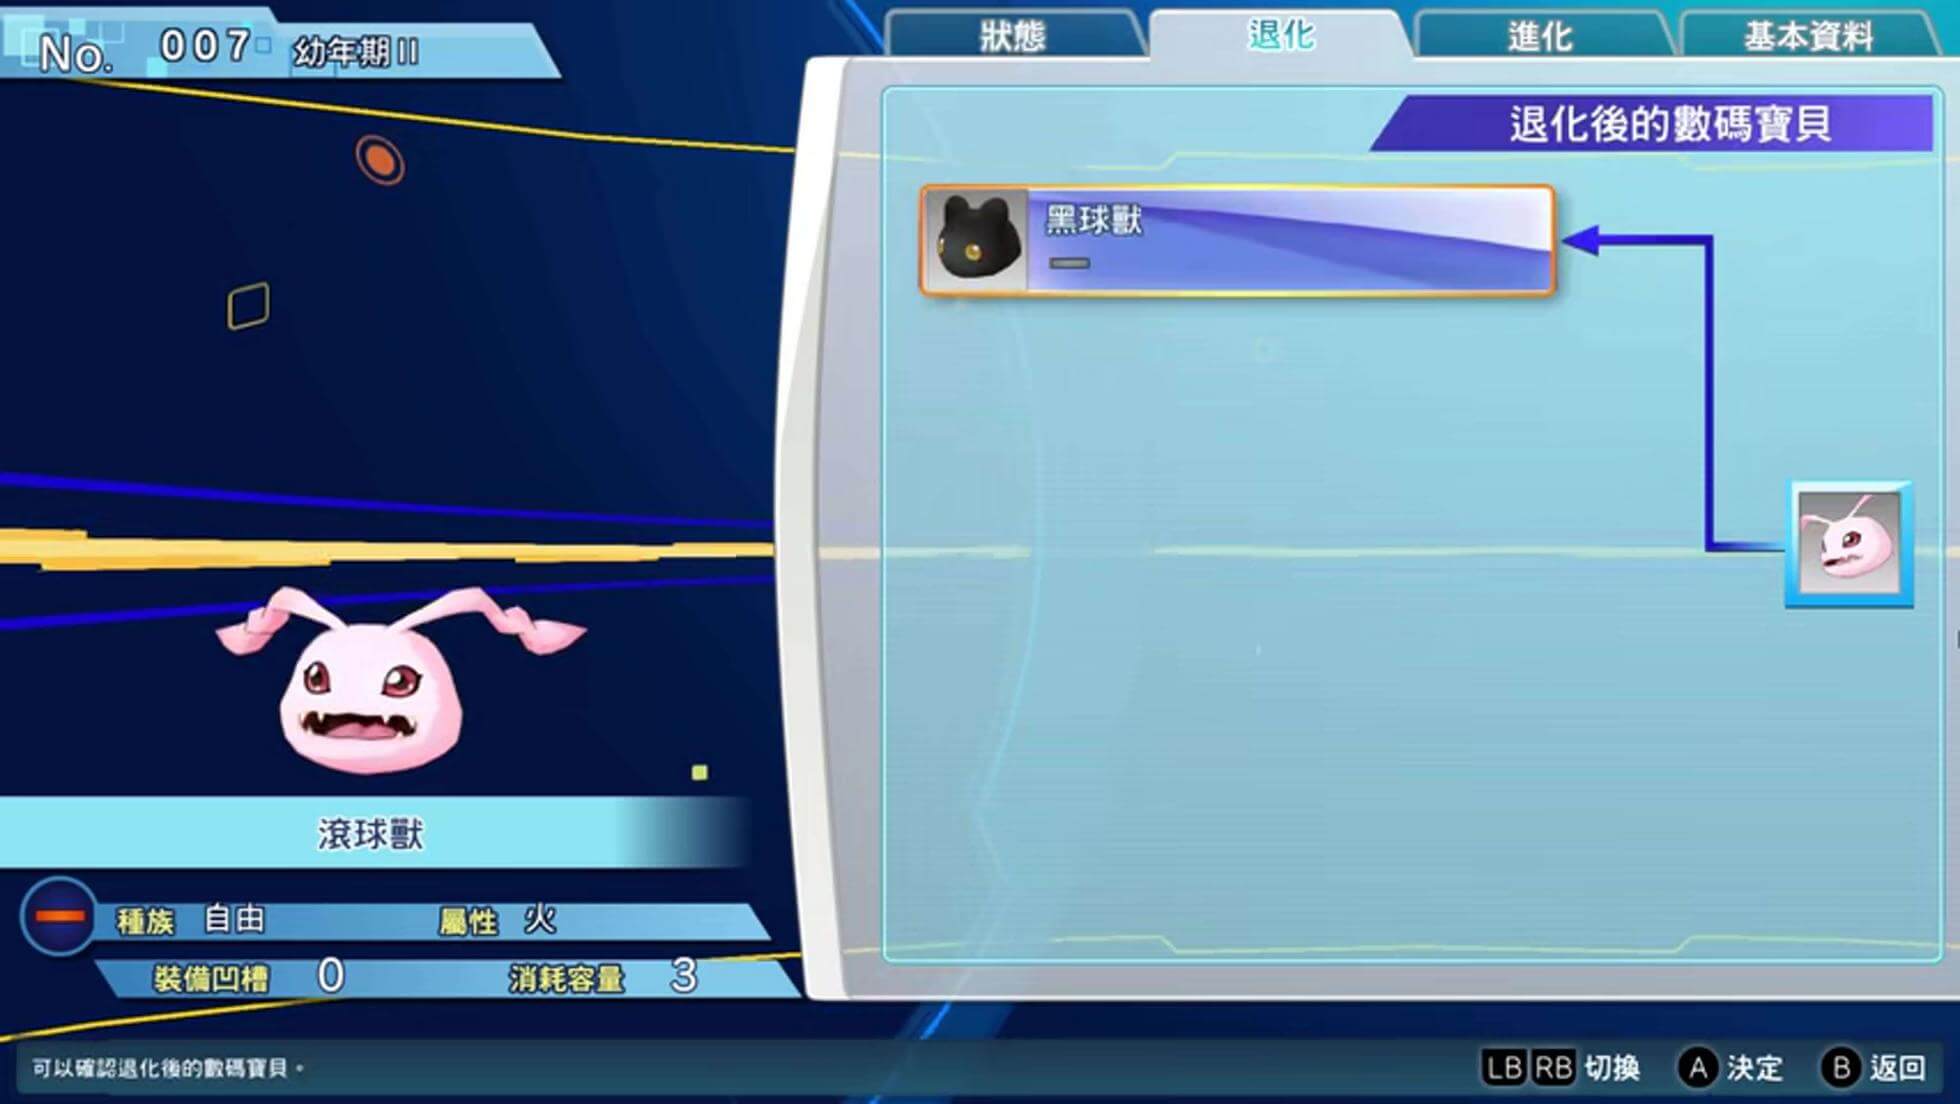 No. 007 幼年期II
狀態 退化 進化 基本資料
退化後的數碼寶貝
黑球獸
滾球獸
種族 自由 屬性 火
裝備凹槽 0 消耗容量 3
可以確認退化後的數碼寶貝。
LB RB 切換 A 決定 B 返回